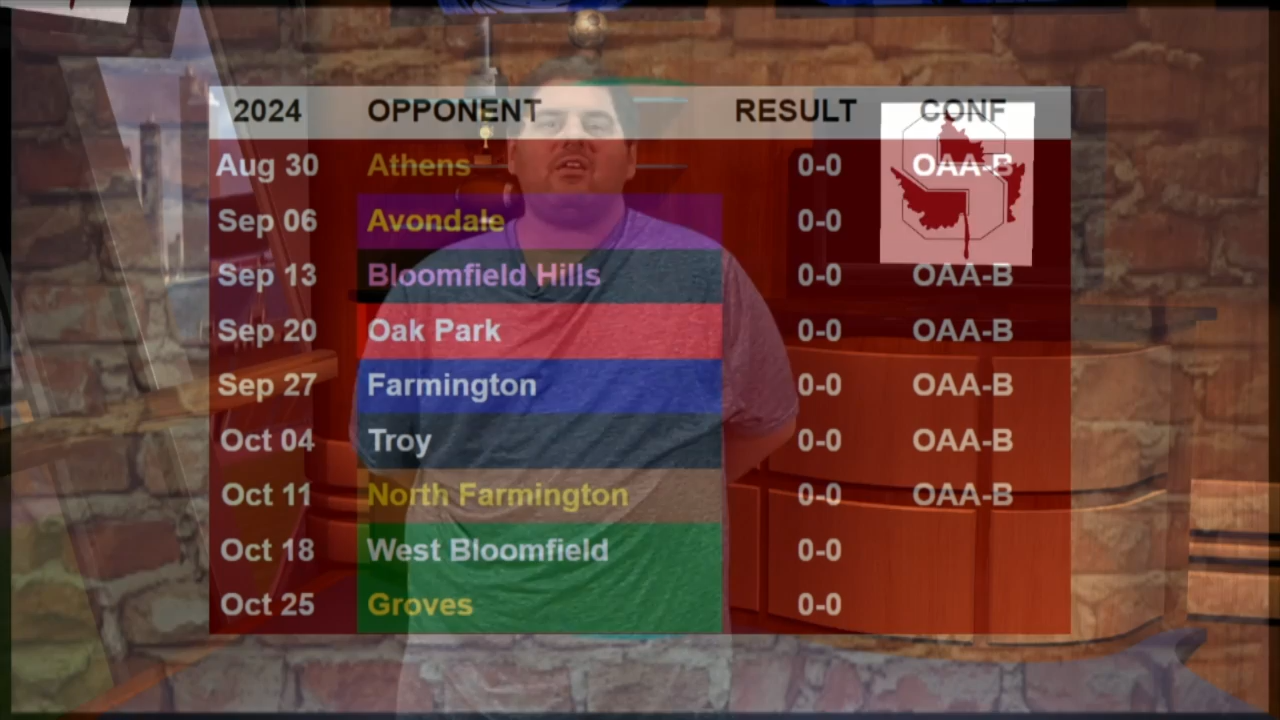 2024 OPPONENT RESULT CONF
Aug 30 Athens 0-0 OAA-B
Sep 06 Avondale 0-0
Sep 13 Bloomfield Hills 0-0 OAA-B
Sep 20 Oak Park 0-0 OAA-B
Sep 27 Farmington 0-0 OAA-B
Oct 04 Troy 0-0 OAA-B
Oct 11 North Farmington 0-0 OAA-B
Oct 18 West Bloomfield 0-0
Oct 25 Groves 0-0